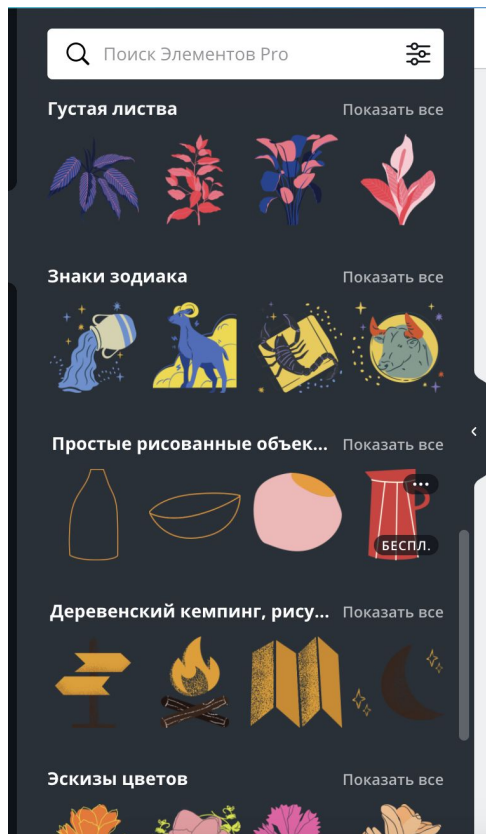 Поиск Элементов Pro
Густая листва Показать все
Знаки зодиака Показать все
Простые рисованные объек... Показать все
БЕСПЛ.
Деревенский кемпинг, рису... Показать все
Эскизы цветов Показать все